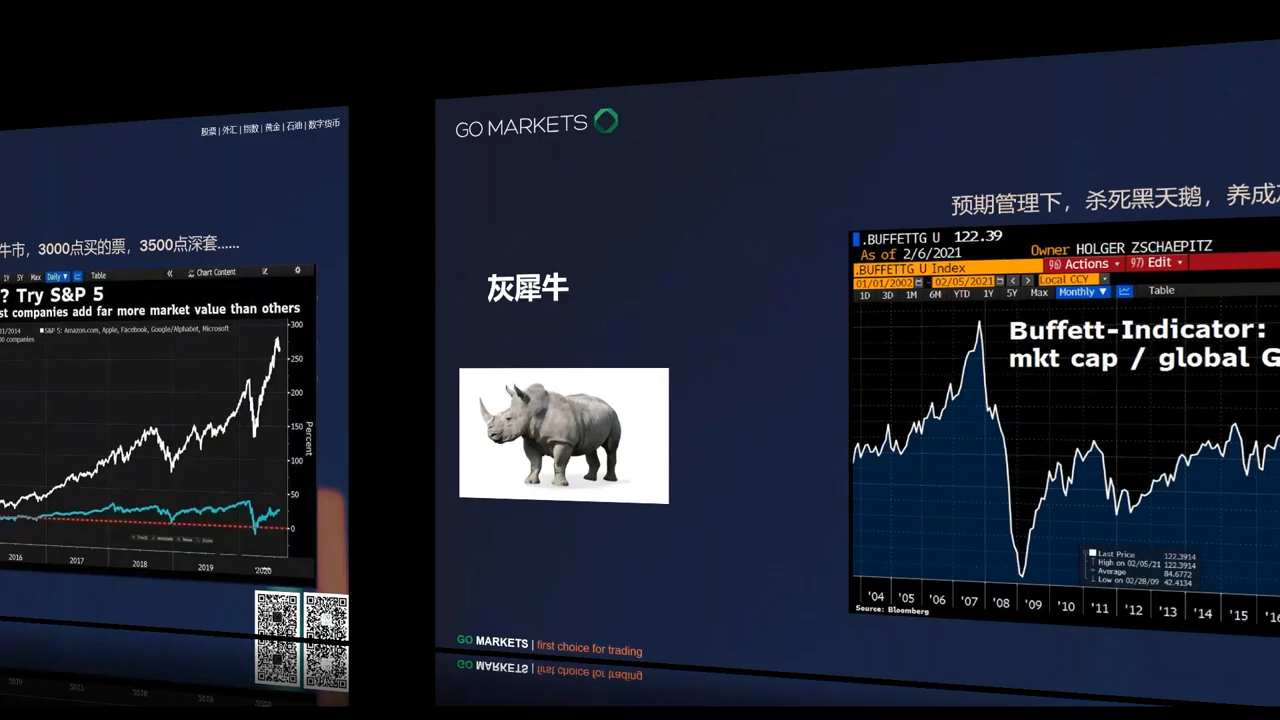 股票 | 外汇 | 指数 | 黄金 | 石油 | 数字货币
牛市，3000点买的票，3500点深套......
1Y 5Y Max Daily ▼ Table « Chart Content
? Try S&P 5
st companies add far more market value than others
31/2014 S&P 5: Amazon.com, Apple, Facebook, Google/Alphabet, Microsoft
00 companies
300
250
200
150
100
50
0
Percent
2016 2017 2018 2019 2020
GO MARKETS
灰犀牛
GO MARKETS | first choice for trading
预期管理下，杀死黑天鹅，养成
.BUFFETTG U 122.39
As of 2/6/2021 Owner HOLGER ZSCHAEPITZ
.BUFFETTG U Index 96) Actions 97) Edit
01/01/2002 - 02/05/2021 Local CCY
1D 3D 1M 6M YTD 1Y 5Y Max Monthly ▼ Table
Buffett-Indicator:
mkt cap / global G
Last Price 122.3914
High on 02/05/21 122.3914
Average 84.6772
Low on 02/28/09 42.4134
'04 '05 '06 '07 '08 '09 '10 '11 '12 '13 '14 '15 '16
Source: Bloomberg